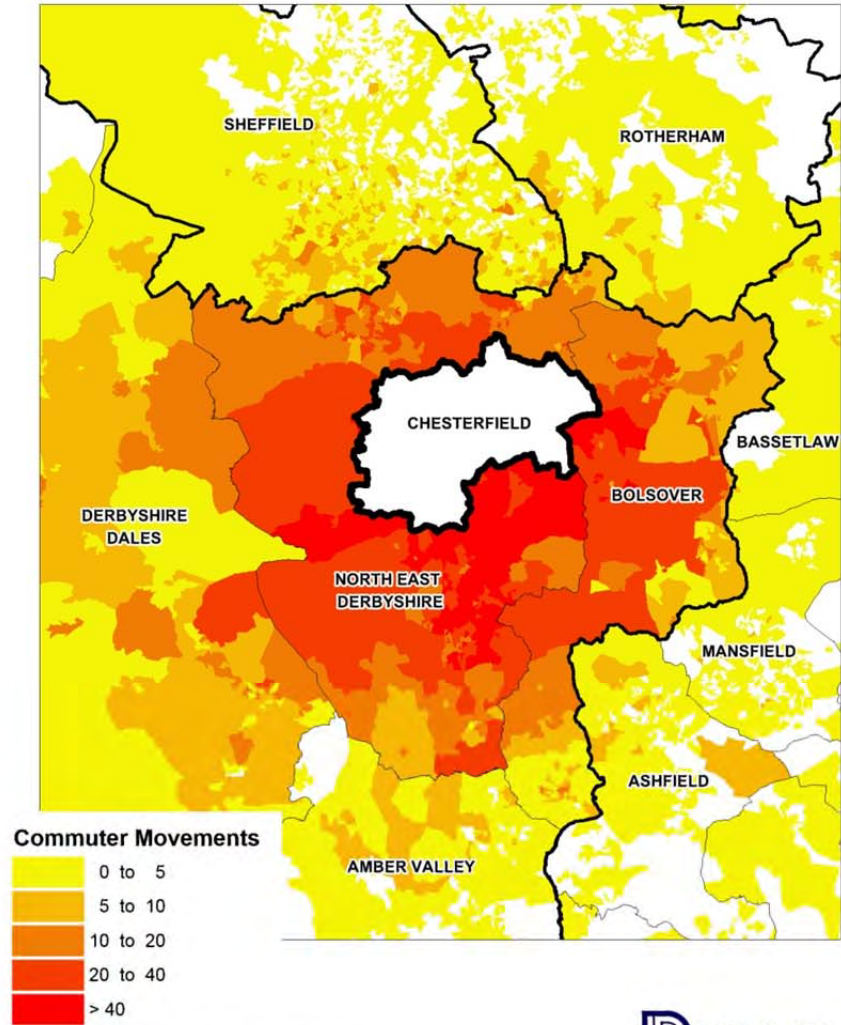 SHEFFIELD
ROTHERHAM
CHESTERFIELD
BASSETLAW
BOLSOVER
DERBYSHIRE
DALES
NORTH EAST
DERBYSHIRE
MANSFIELD
ASHFIELD
AMBER VALLEY
Commuter Movements
0 to 5
5 to 10
10 to 20
20 to 40
> 40